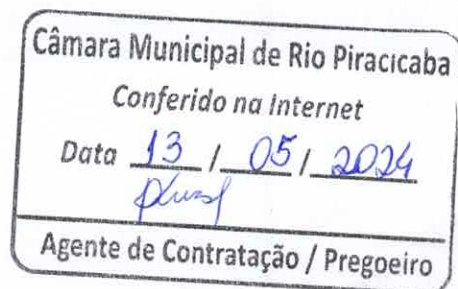 Câmara Municipal de Rio Piracicaba
Conferido na Internet
Data 13 / 05 / 2024
Agente de Contratação / Pregoeiro